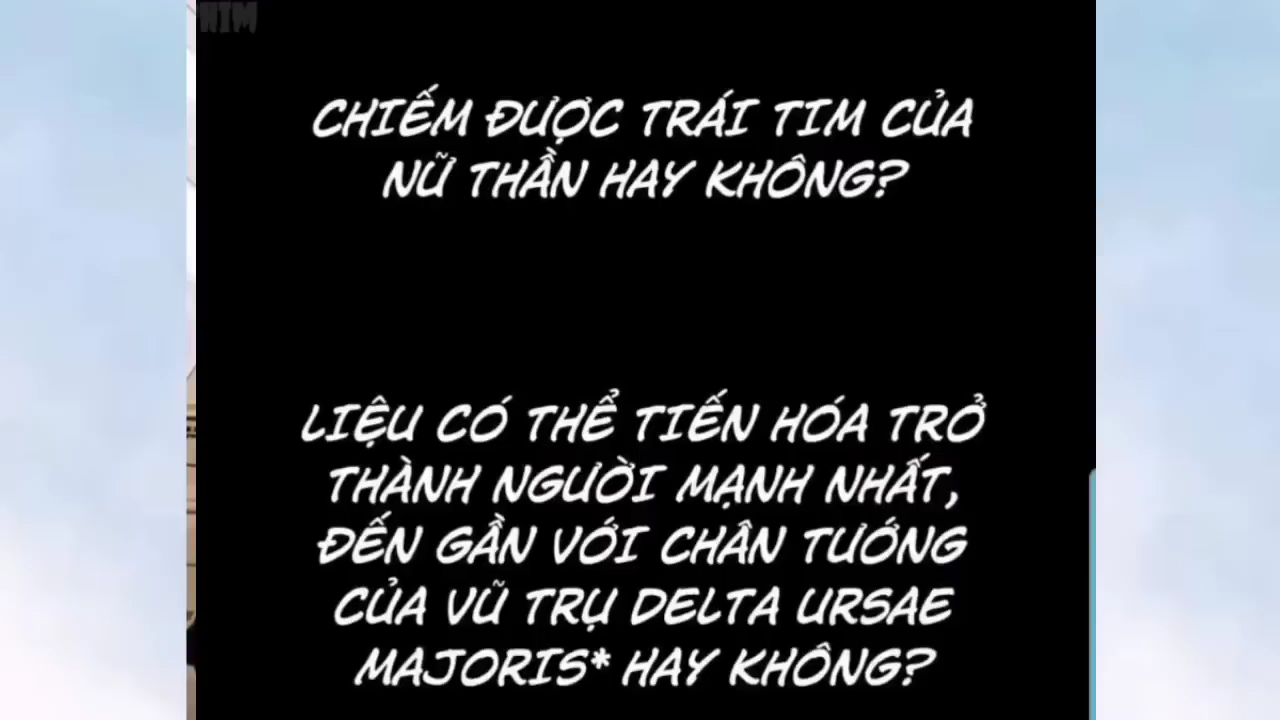 PHIM
CHIẾM ĐƯỢC TRÁI TIM CỦA
NỮ THẦN HAY KHÔNG?
LIỆU CÓ THỂ TIẾN HÓA TRỞ
THÀNH NGƯỜI MẠNH NHẤT,
ĐẾN GẦN VỚI CHÂN TƯỚNG
CỦA VŨ TRỤ DELTA URSAE
MAJORIS* HAY KHÔNG?